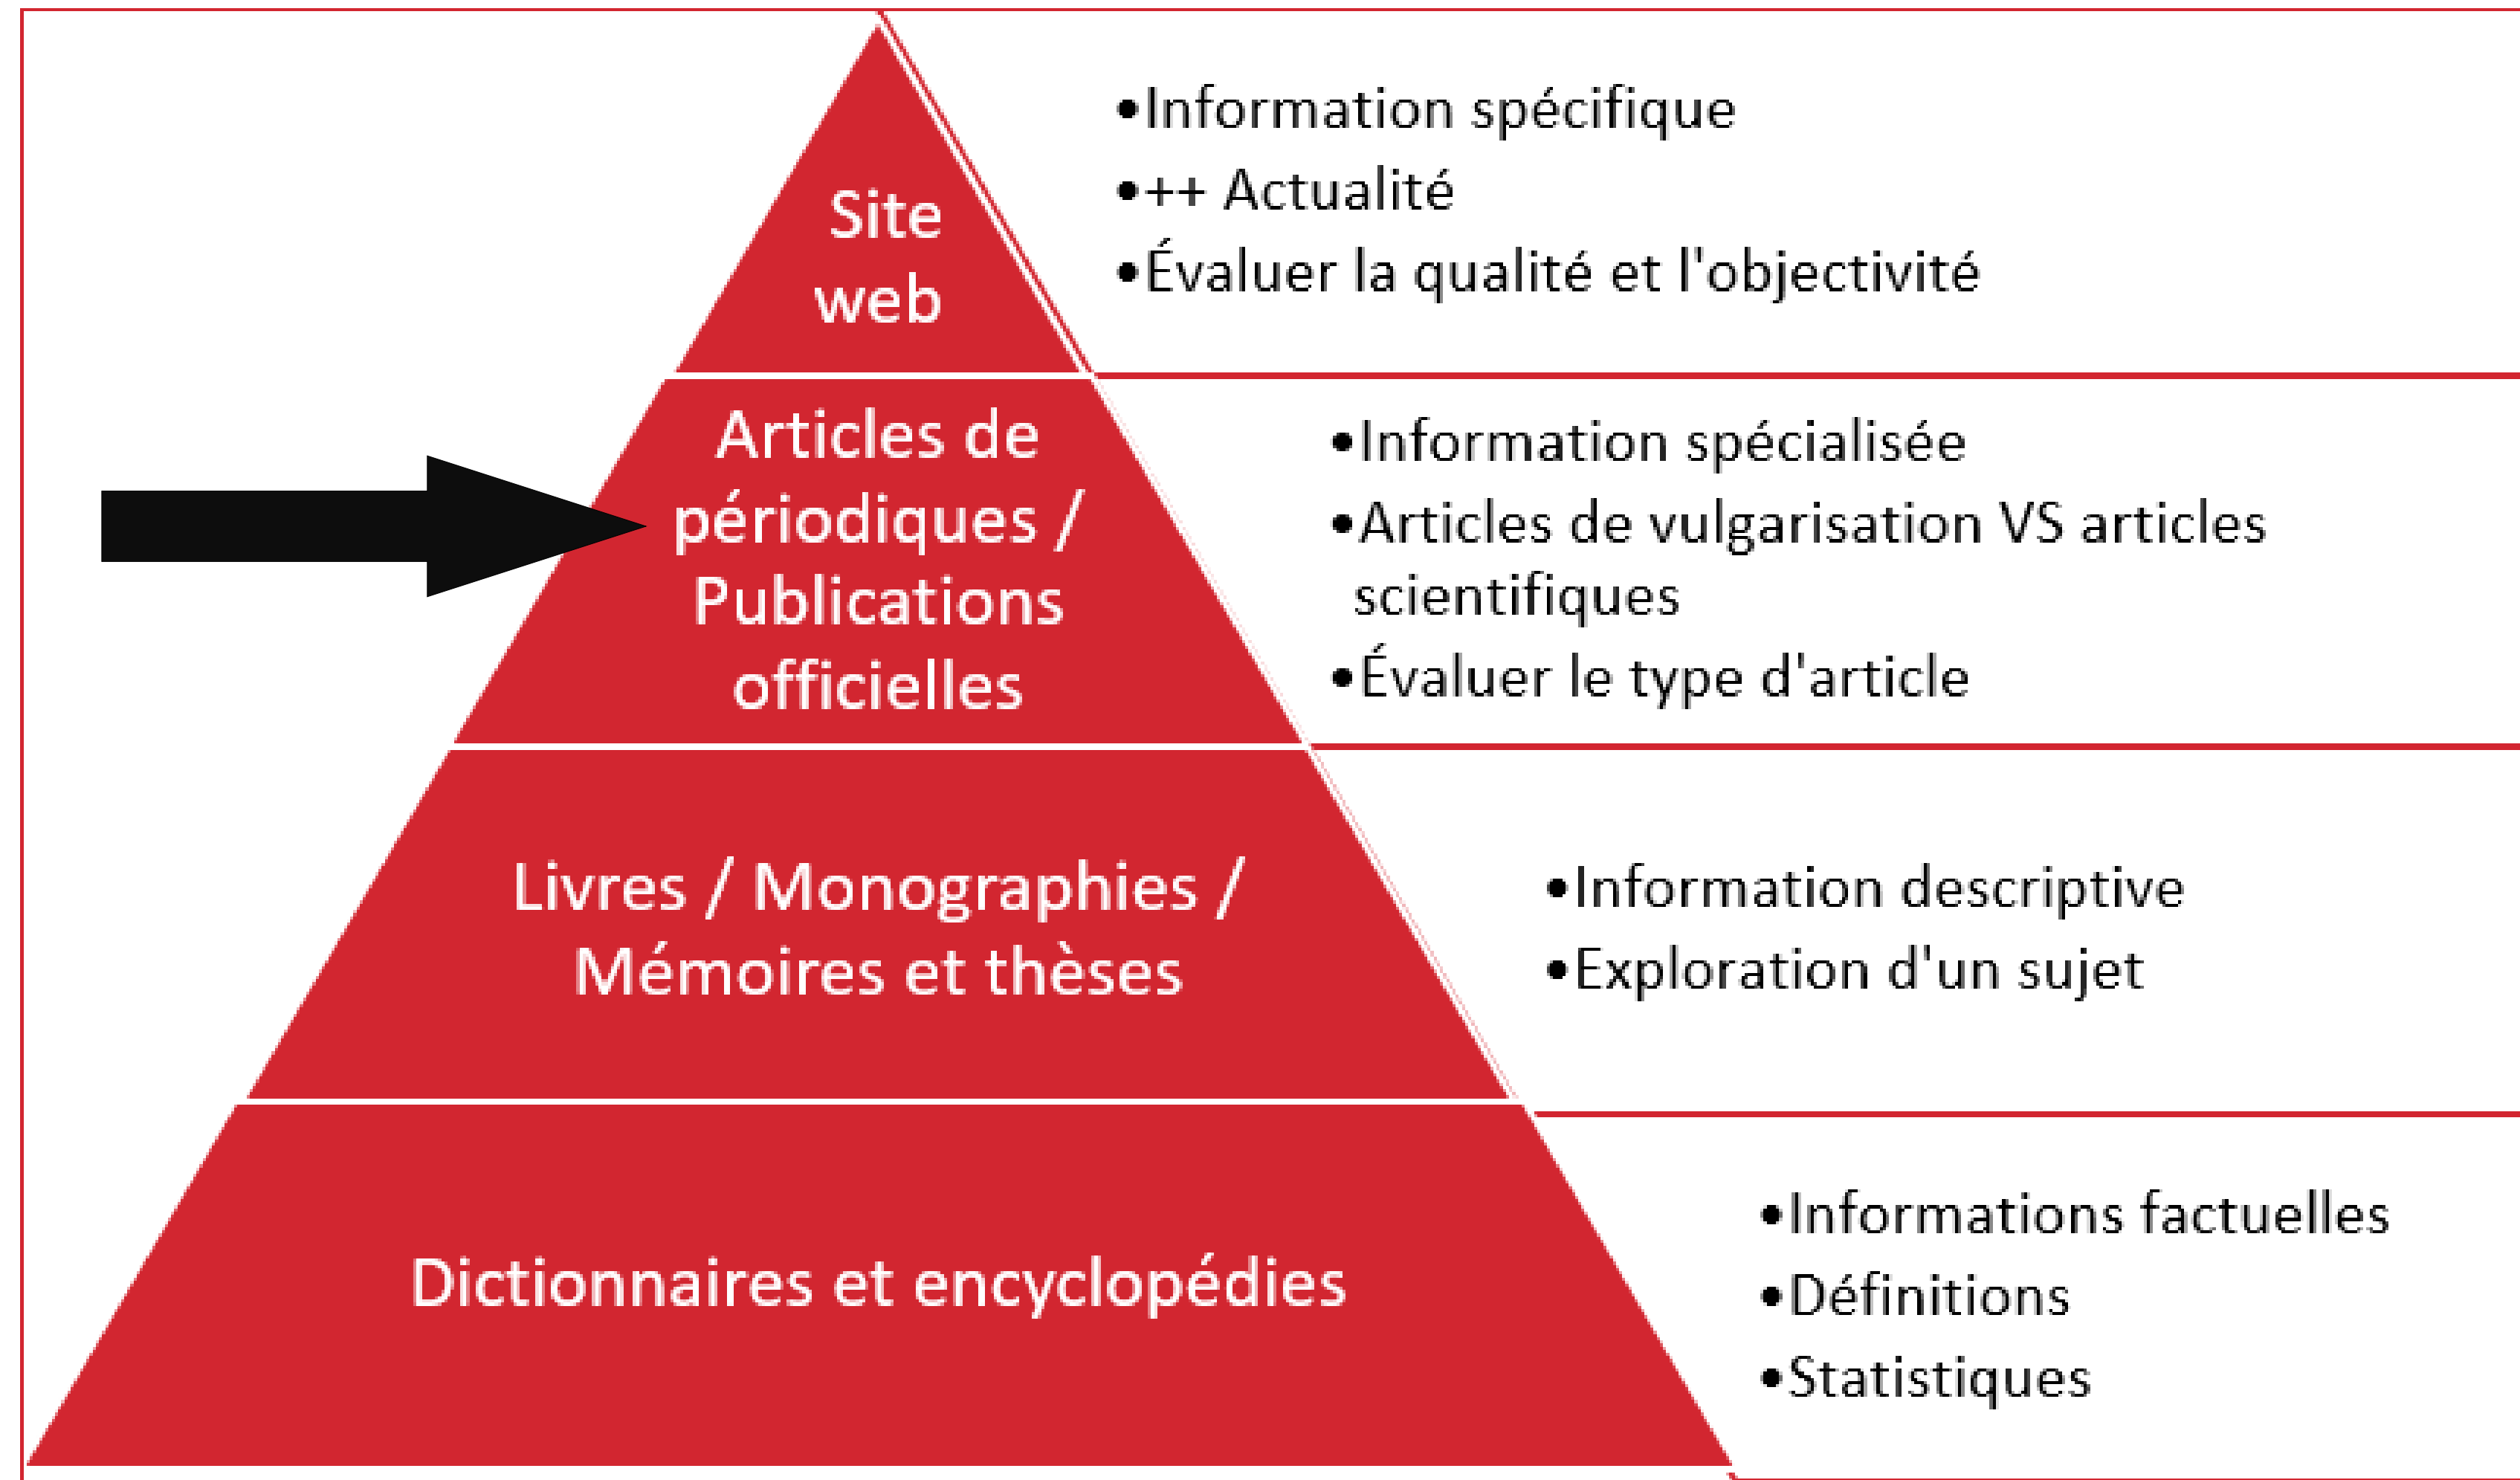 Site
web
•Information spécifique
•++ Actualité
•Évaluer la qualité et l'objectivité
Articles de
périodiques /
Publications
officielles
•Information spécialisée
•Articles de vulgarisation VS articles
scientifiques
•Évaluer le type d'article
Livres / Monographies /
Mémoires et thèses
•Information descriptive
•Exploration d'un sujet
Dictionnaires et encyclopédies
•Informations factuelles
•Définitions
•Statistiques